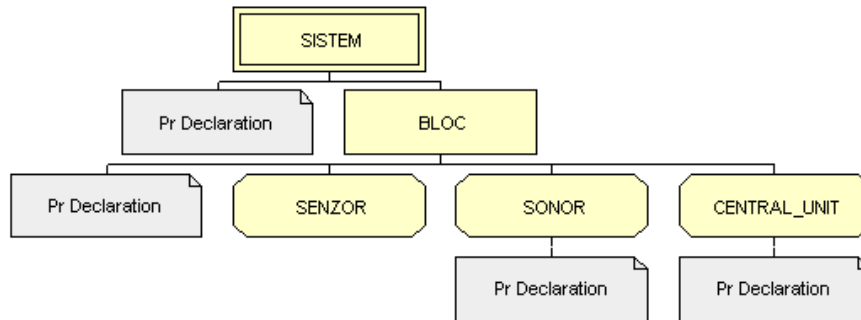 SISTEM
Pr Declaration
BLOC
Pr Declaration
SENZOR
SONOR
CENTRAL_UNIT
Pr Declaration
Pr Declaration